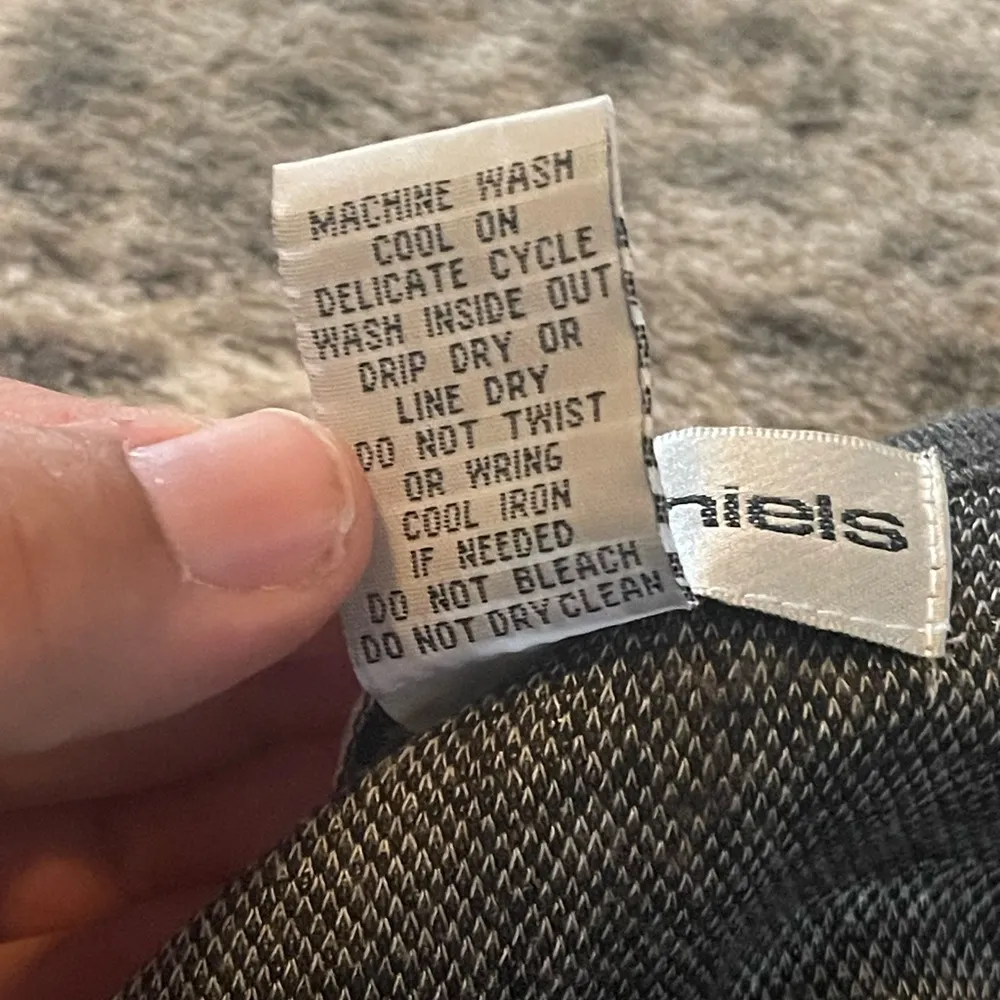 MACHINE WASH
COOL ON
DELICATE CYCLE
WASH INSIDE OUT
DRIP DRY OR
LINE DRY
DO NOT TWIST
OR WRING
COOL IRON
IF NEEDED
DO NOT BLEACH
DO NOT DRYCLEAN
niels